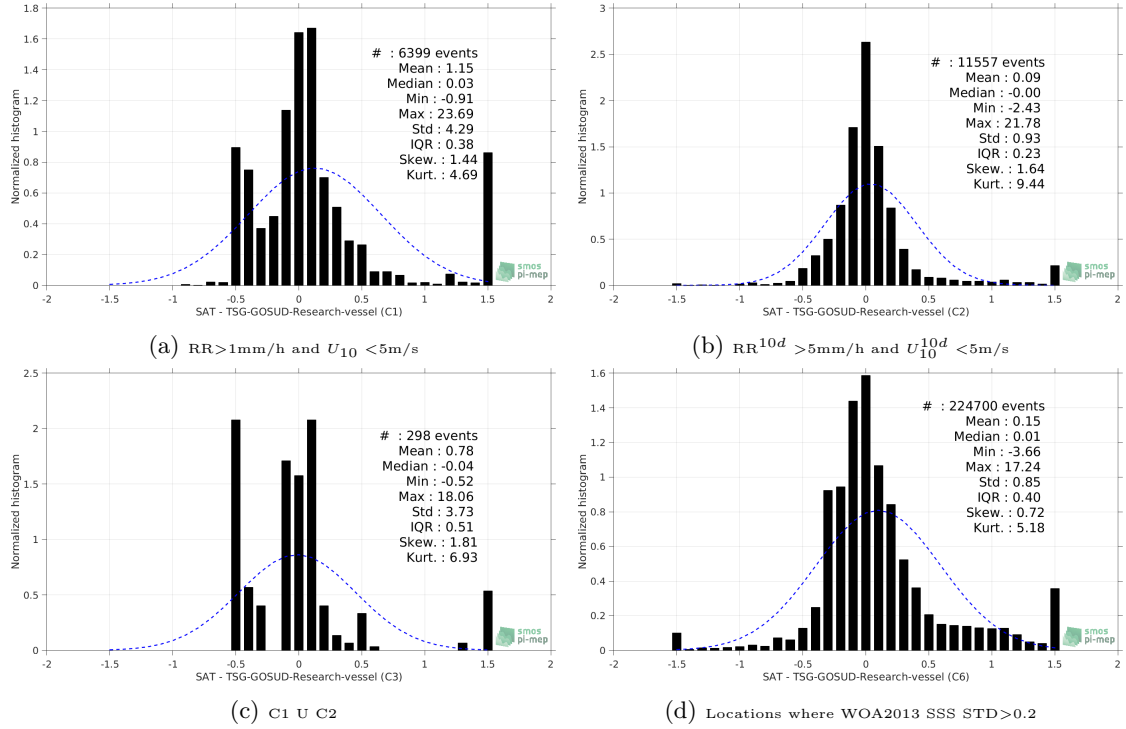 1.8
1.6
1.4
1.2
1
0.8
0.6
0.4
0.2
0
-2 -1.5 -1 -0.5 0 0.5 1 1.5 2
Normalized histogram
SAT - TSG-GOSUD-Research-vessel (C1)
# : 6399 events
Mean : 1.15
Median : 0.03
Min : -0.91
Max : 23.69
Std : 4.29
IQR : 0.38
Skew. : 1.44
Kurt. : 4.69
smos
pi-mep
(a) RR>1mm/h and U10 <5m/s
3
2.5
2
1.5
1
0.5
0
-2 -1.5 -1 -0.5 0 0.5 1 1.5 2
Normalized histogram
SAT - TSG-GOSUD-Research-vessel (C2)
# : 11557 events
Mean : 0.09
Median : -0.00
Min : -2.43
Max : 21.78
Std : 0.93
IQR : 0.23
Skew. : 1.64
Kurt. : 9.44
smos
pi-mep
(b) RR^10d >5mm/h and U10^10d <5m/s
2.5
2
1.5
1
0.5
0
-2 -1.5 -1 -0.5 0 0.5 1 1.5 2
Normalized histogram
SAT - TSG-GOSUD-Research-vessel (C3)
# : 298 events
Mean : 0.78
Median : -0.04
Min : -0.52
Max : 18.06
Std : 3.73
IQR : 0.51
Skew. : 1.81
Kurt. : 6.93
smos
pi-mep
(c) C1 U C2
1.6
1.4
1.2
1
0.8
0.6
0.4
0.2
0
-2 -1.5 -1 -0.5 0 0.5 1 1.5 2
Normalized histogram
SAT - TSG-GOSUD-Research-vessel (C6)
# : 224700 events
Mean : 0.15
Median : 0.01
Min : -3.66
Max : 17.24
Std : 0.85
IQR : 0.40
Skew. : 0.72
Kurt. : 5.18
smos
pi-mep
(d) Locations where WOA2013 SSS STD>0.2